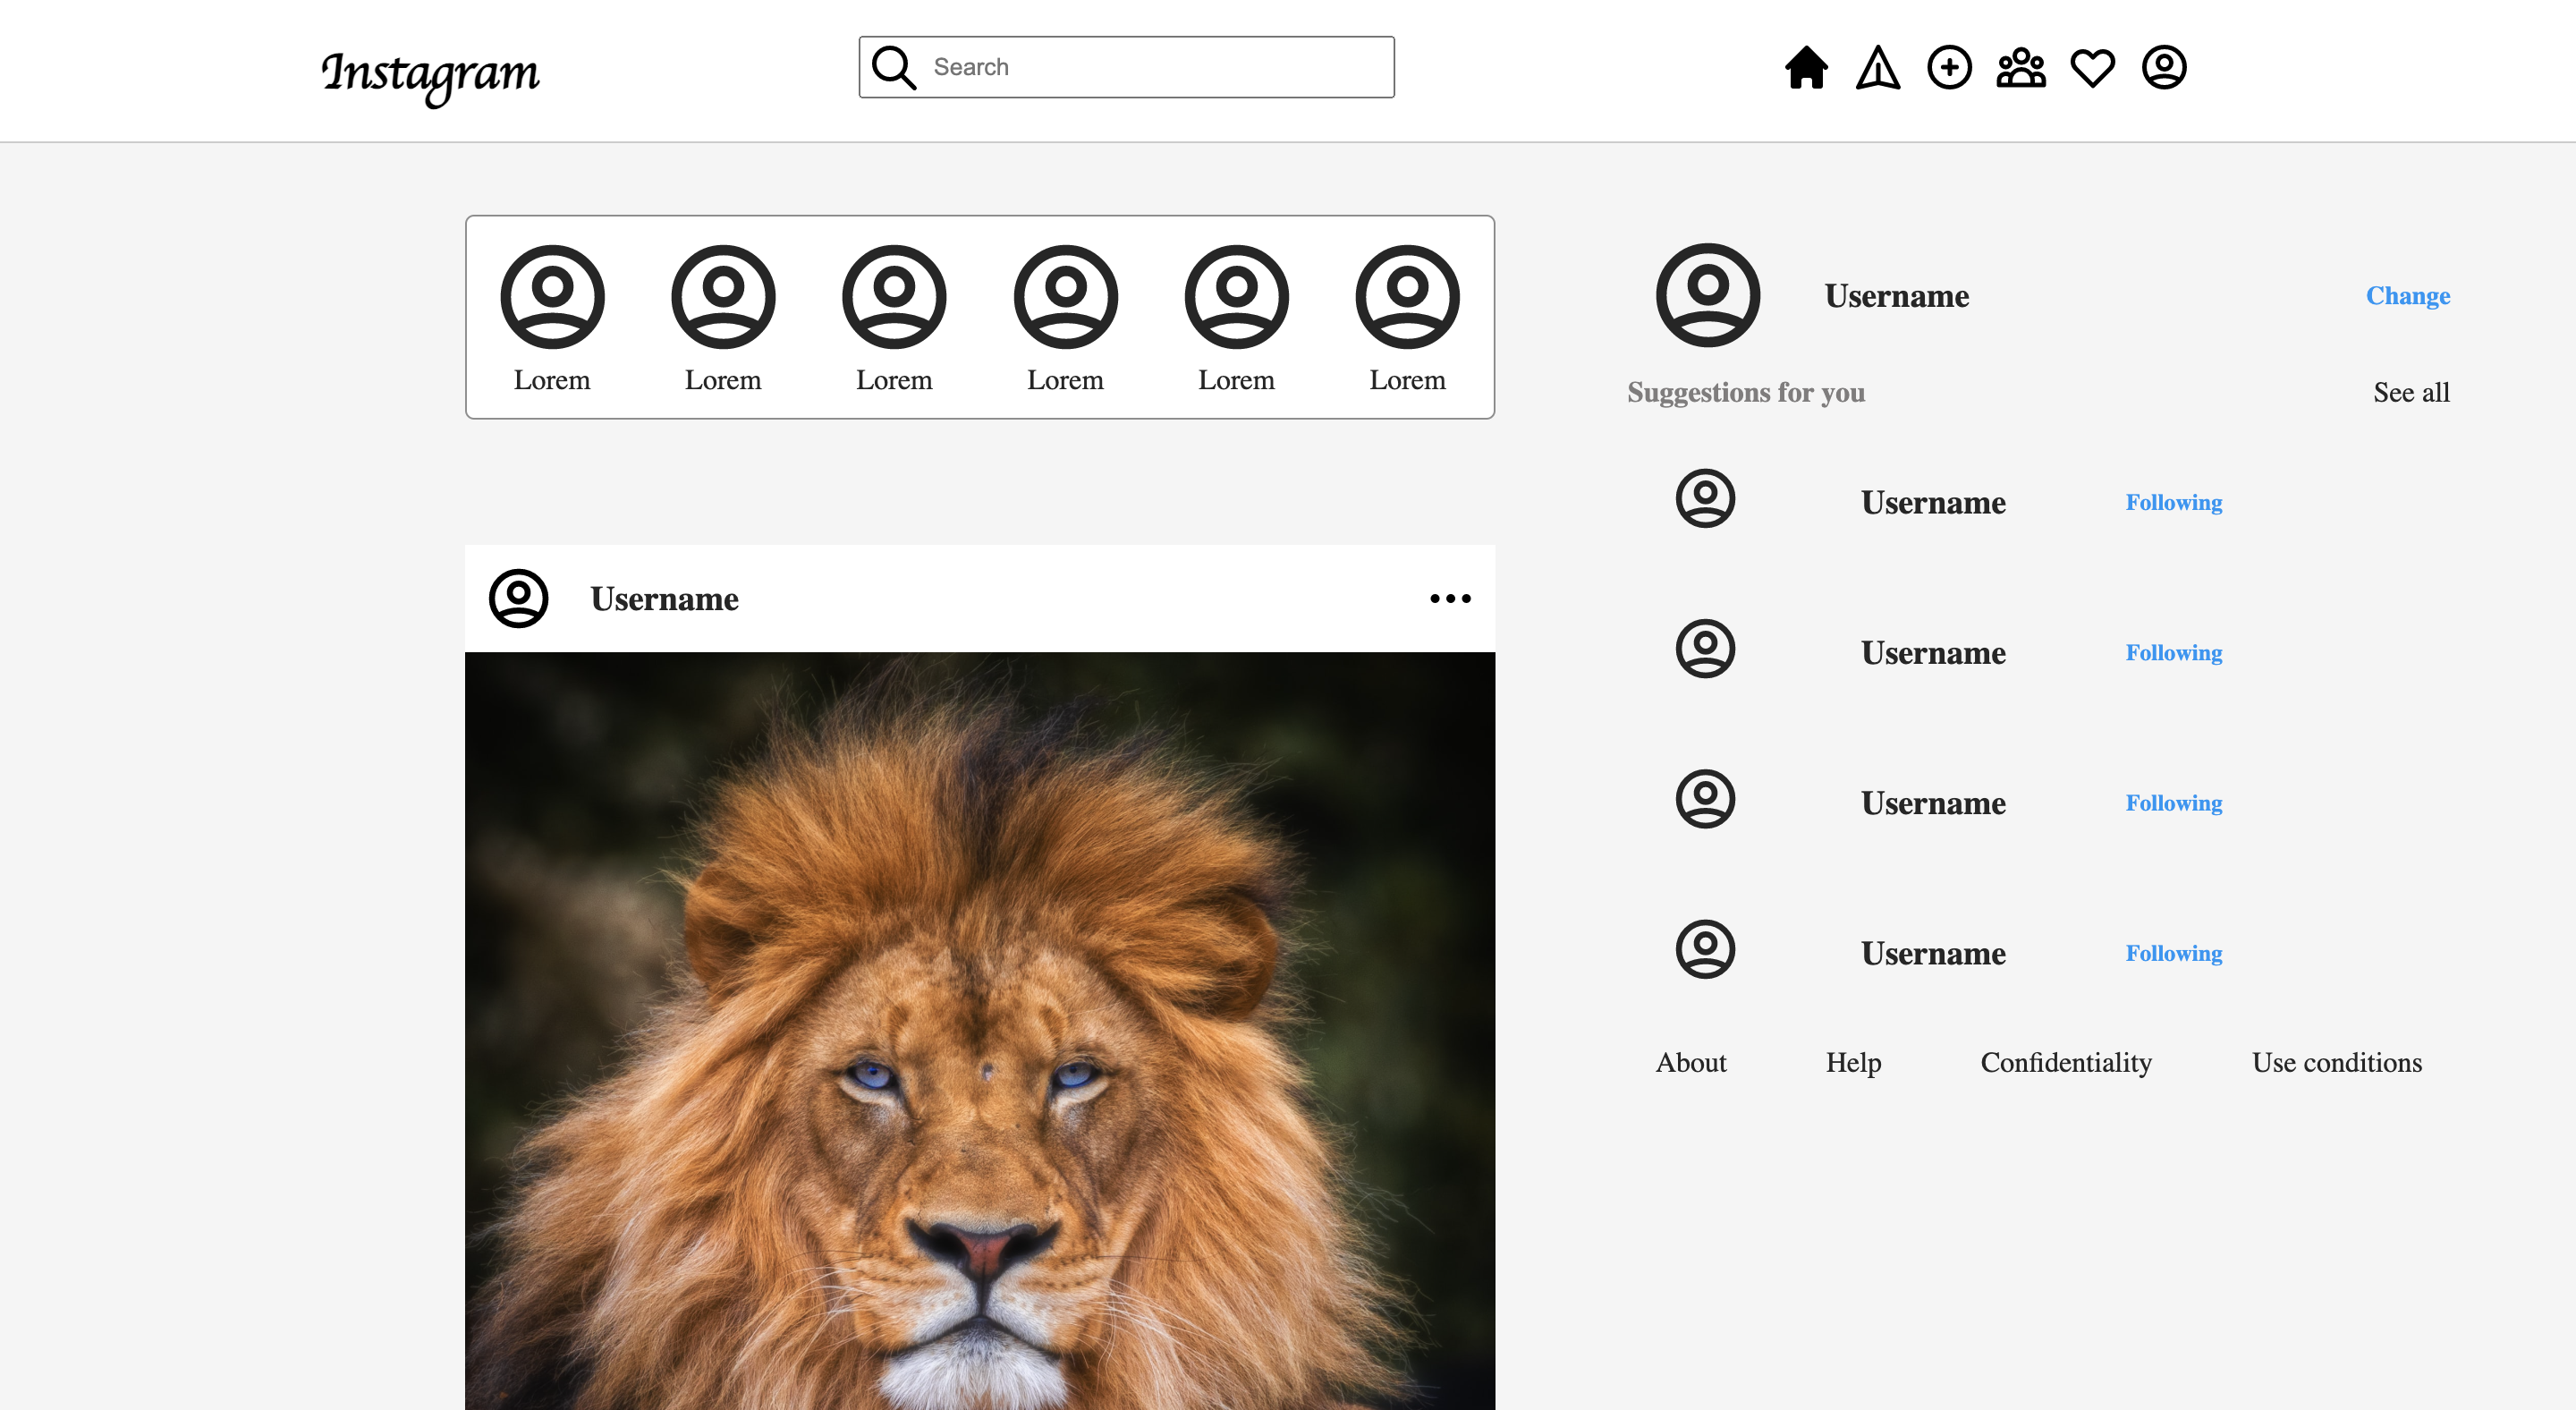 Instagram
Search
Lorem Lorem Lorem Lorem Lorem Lorem
Username
Username Change
Suggestions for you See all
Username Following
Username Following
Username Following
Username Following
About Help Confidentiality Use conditions